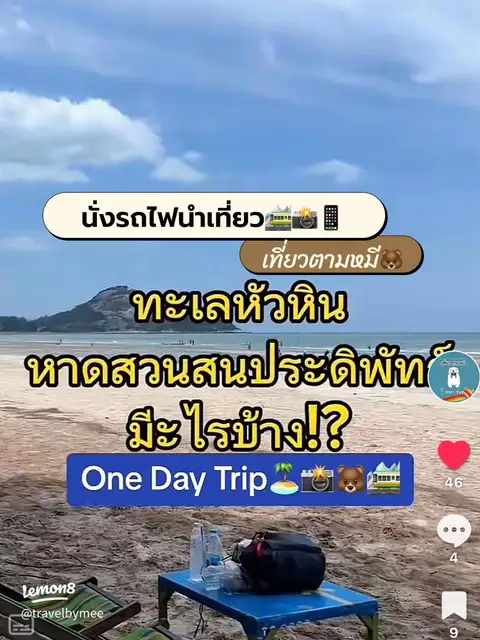 นั่งรถไฟนำเที่ยว🚞📸📱
เที่ยวตามหมี🐻
ทะเลหัวหิน
หาดสวนสนประดิพัทธ์
มีอะไรบ้าง!?
One Day Trip🏝️📸🐻🚞
46
4
9
lemon8
@travelbymee